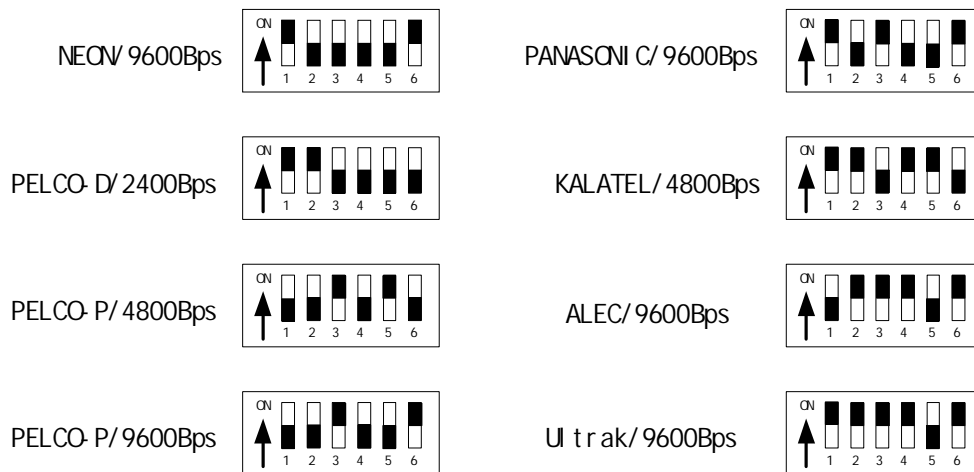 NEON/9600Bps
ON
1 2 3 4 5 6
PANASONIC/9600Bps
ON
1 2 3 4 5 6
PELCO-D/2400Bps
ON
1 2 3 4 5 6
KALATEL/4800Bps
ON
1 2 3 4 5 6
PELCO-P/4800Bps
ON
1 2 3 4 5 6
ALEC/9600Bps
ON
1 2 3 4 5 6
PELCO-P/9600Bps
ON
1 2 3 4 5 6
Ultrak/9600Bps
ON
1 2 3 4 5 6